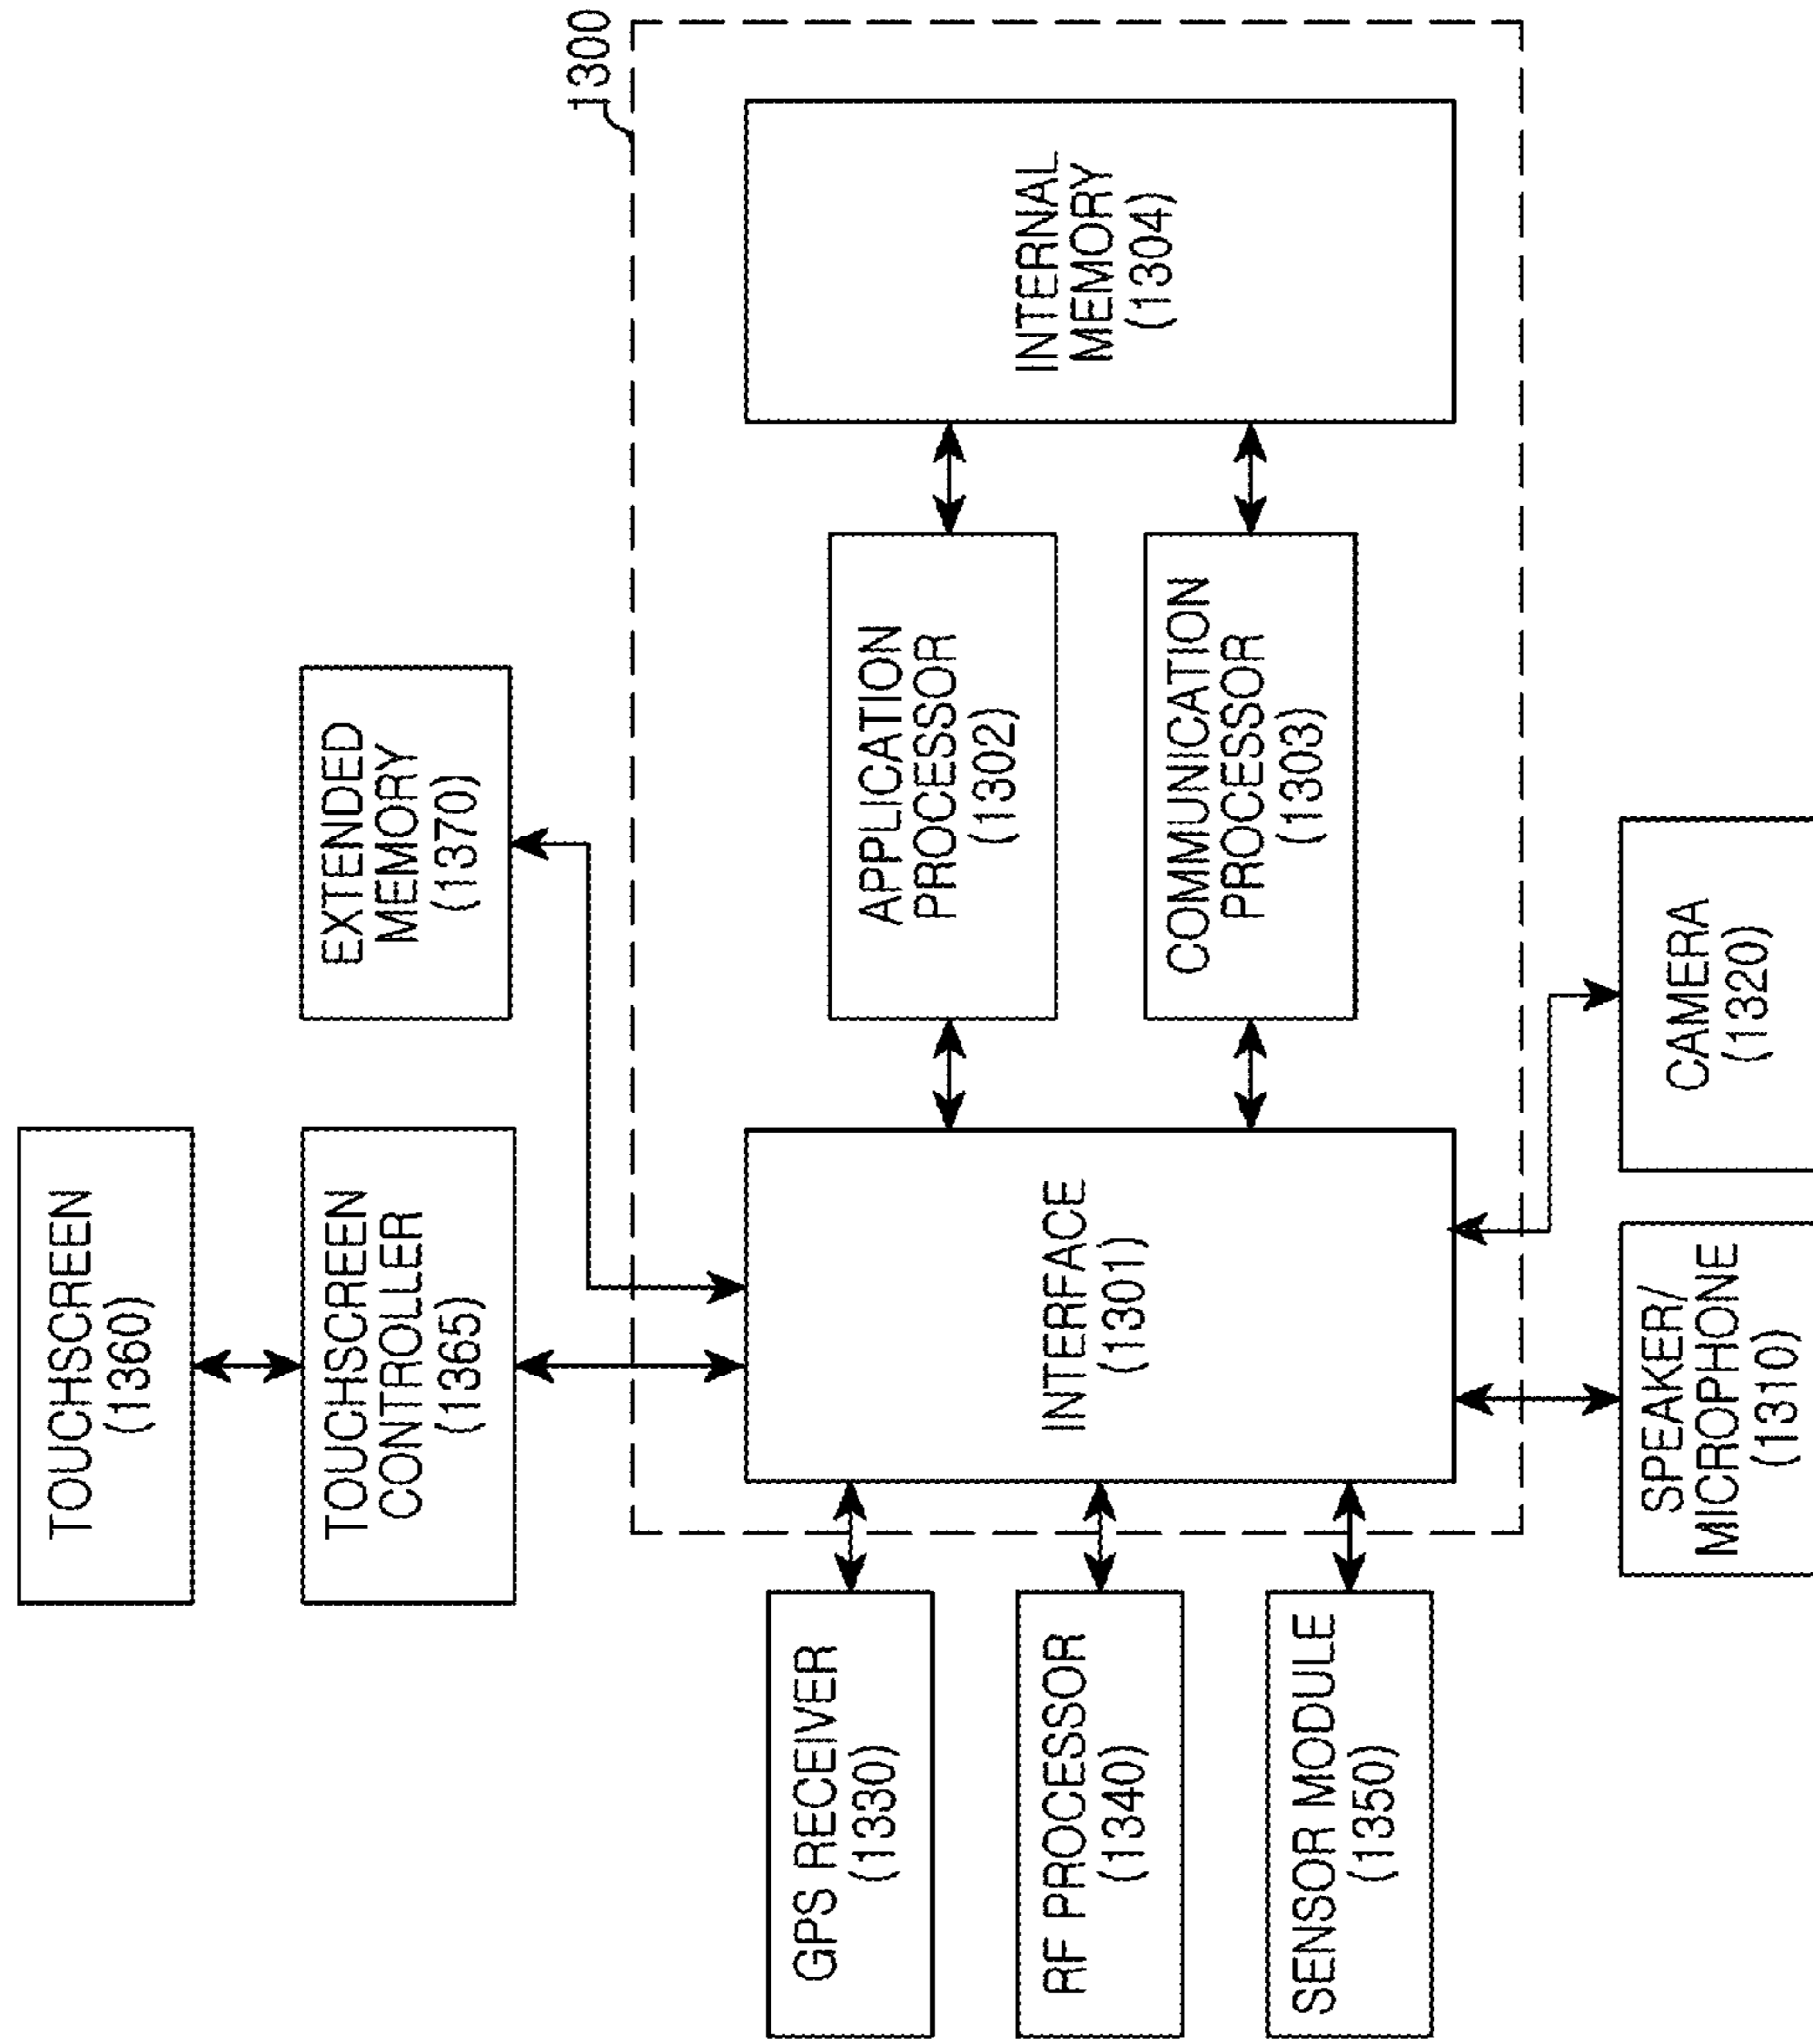 TOUCHSCREEN
(1360)
TOUCHSCREEN
CONTROLLER
(1365)
EXTENDED
MEMORY
(1370)
1300
GPS RECEIVER
(1330)
RF PROCESSOR
(1340)
SENSOR MODULE
(1350)
INTERFACE
(1301)
APPLICATION
PROCESSOR
(1302)
COMMUNICATION
PROCESSOR
(1303)
INTERNAL
MEMORY
(1304)
SPEAKER/
MICROPHONE
(1310)
CAMERA
(1320)